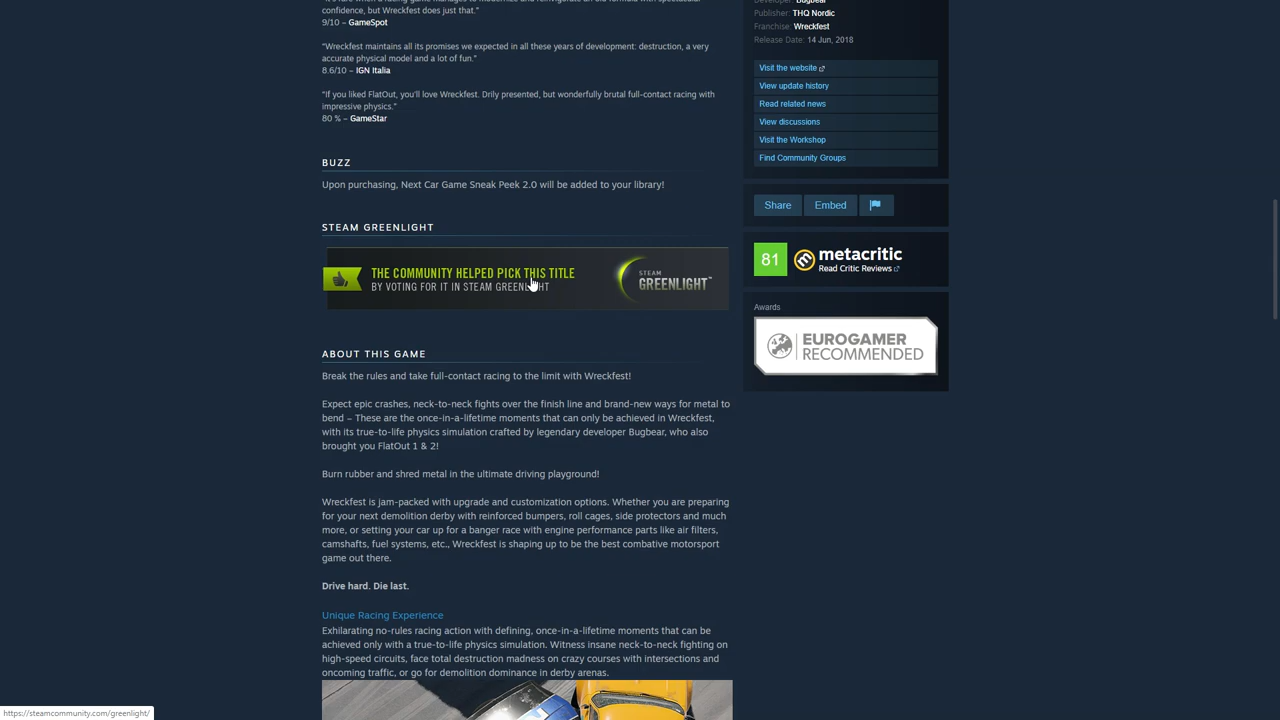 confidence, but Wreckfest does just that."
9/10 – GameSpot
"Wreckfest maintains all its promises we expected in all these years of development: destruction, a very
accurate physical model and a lot of fun."
8.6/10 – IGN Italia
"If you liked FlatOut, you'll love Wreckfest. Drily presented, but wonderfully brutal full-contact racing with
impressive physics."
80 % – GameStar
BUZZ
Upon purchasing, Next Car Game Sneak Peek 2.0 will be added to your library!
STEAM GREENLIGHT
THE COMMUNITY HELPED PICK THIS TITLE
BY VOTING FOR IT IN STEAM GREENLIGHT
STEAM
GREENLIGHT™
ABOUT THIS GAME
Break the rules and take full-contact racing to the limit with Wreckfest!
Expect epic crashes, neck-to-neck fights over the finish line and brand-new ways for metal to
bend – These are the once-in-a-lifetime moments that can only be achieved in Wreckfest,
with its true-to-life physics simulation crafted by legendary developer Bugbear, who also
brought you FlatOut 1 & 2!
Burn rubber and shred metal in the ultimate driving playground!
Wreckfest is jam-packed with upgrade and customization options. Whether you are preparing
for your next demolition derby with reinforced bumpers, roll cages, side protectors and much
more, or setting your car up for a banger race with engine performance parts like air filters,
camshafts, fuel systems, etc., Wreckfest is shaping up to be the best combative motorsport
game out there.
Drive hard. Die last.
Unique Racing Experience
Exhilarating no-rules racing action with defining, once-in-a-lifetime moments that can be
achieved only with a true-to-life physics simulation. Witness insane neck-to-neck fighting on
high-speed circuits, face total destruction madness on crazy courses with intersections and
oncoming traffic, or go for demolition dominance in derby arenas.
Developer: Bugbear
Publisher: THQ Nordic
Franchise: Wreckfest
Release Date: 14 Jun, 2018
Visit the website
View update history
Read related news
View discussions
Visit the Workshop
Find Community Groups
Share
Embed
81
metacritic
Read Critic Reviews
Awards
EUROGAMER
RECOMMENDED
https://steamcommunity.com/greenlight/